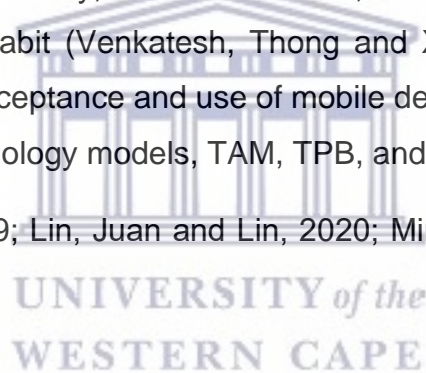 abit (Venkatesh, Thong and
ceptance and use of mobile de
ology models, TAM, TPB, and
9; Lin, Juan and Lin, 2020; Mi
UNIVERSITY of the
WESTERN CAPE